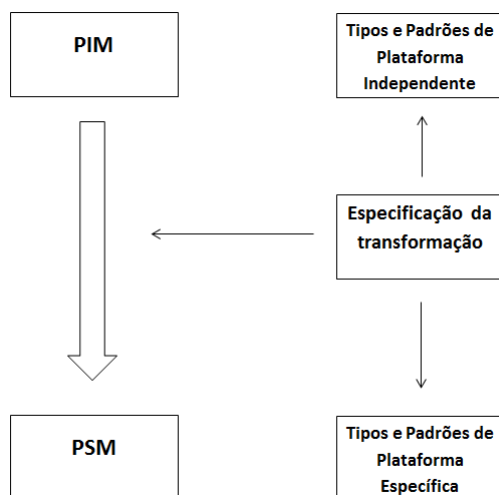 PIM
Tipos e Padrões de
Plataforma
Independente
Especificação da
transformação
PSM
Tipos e Padrões de
Plataforma
Específica